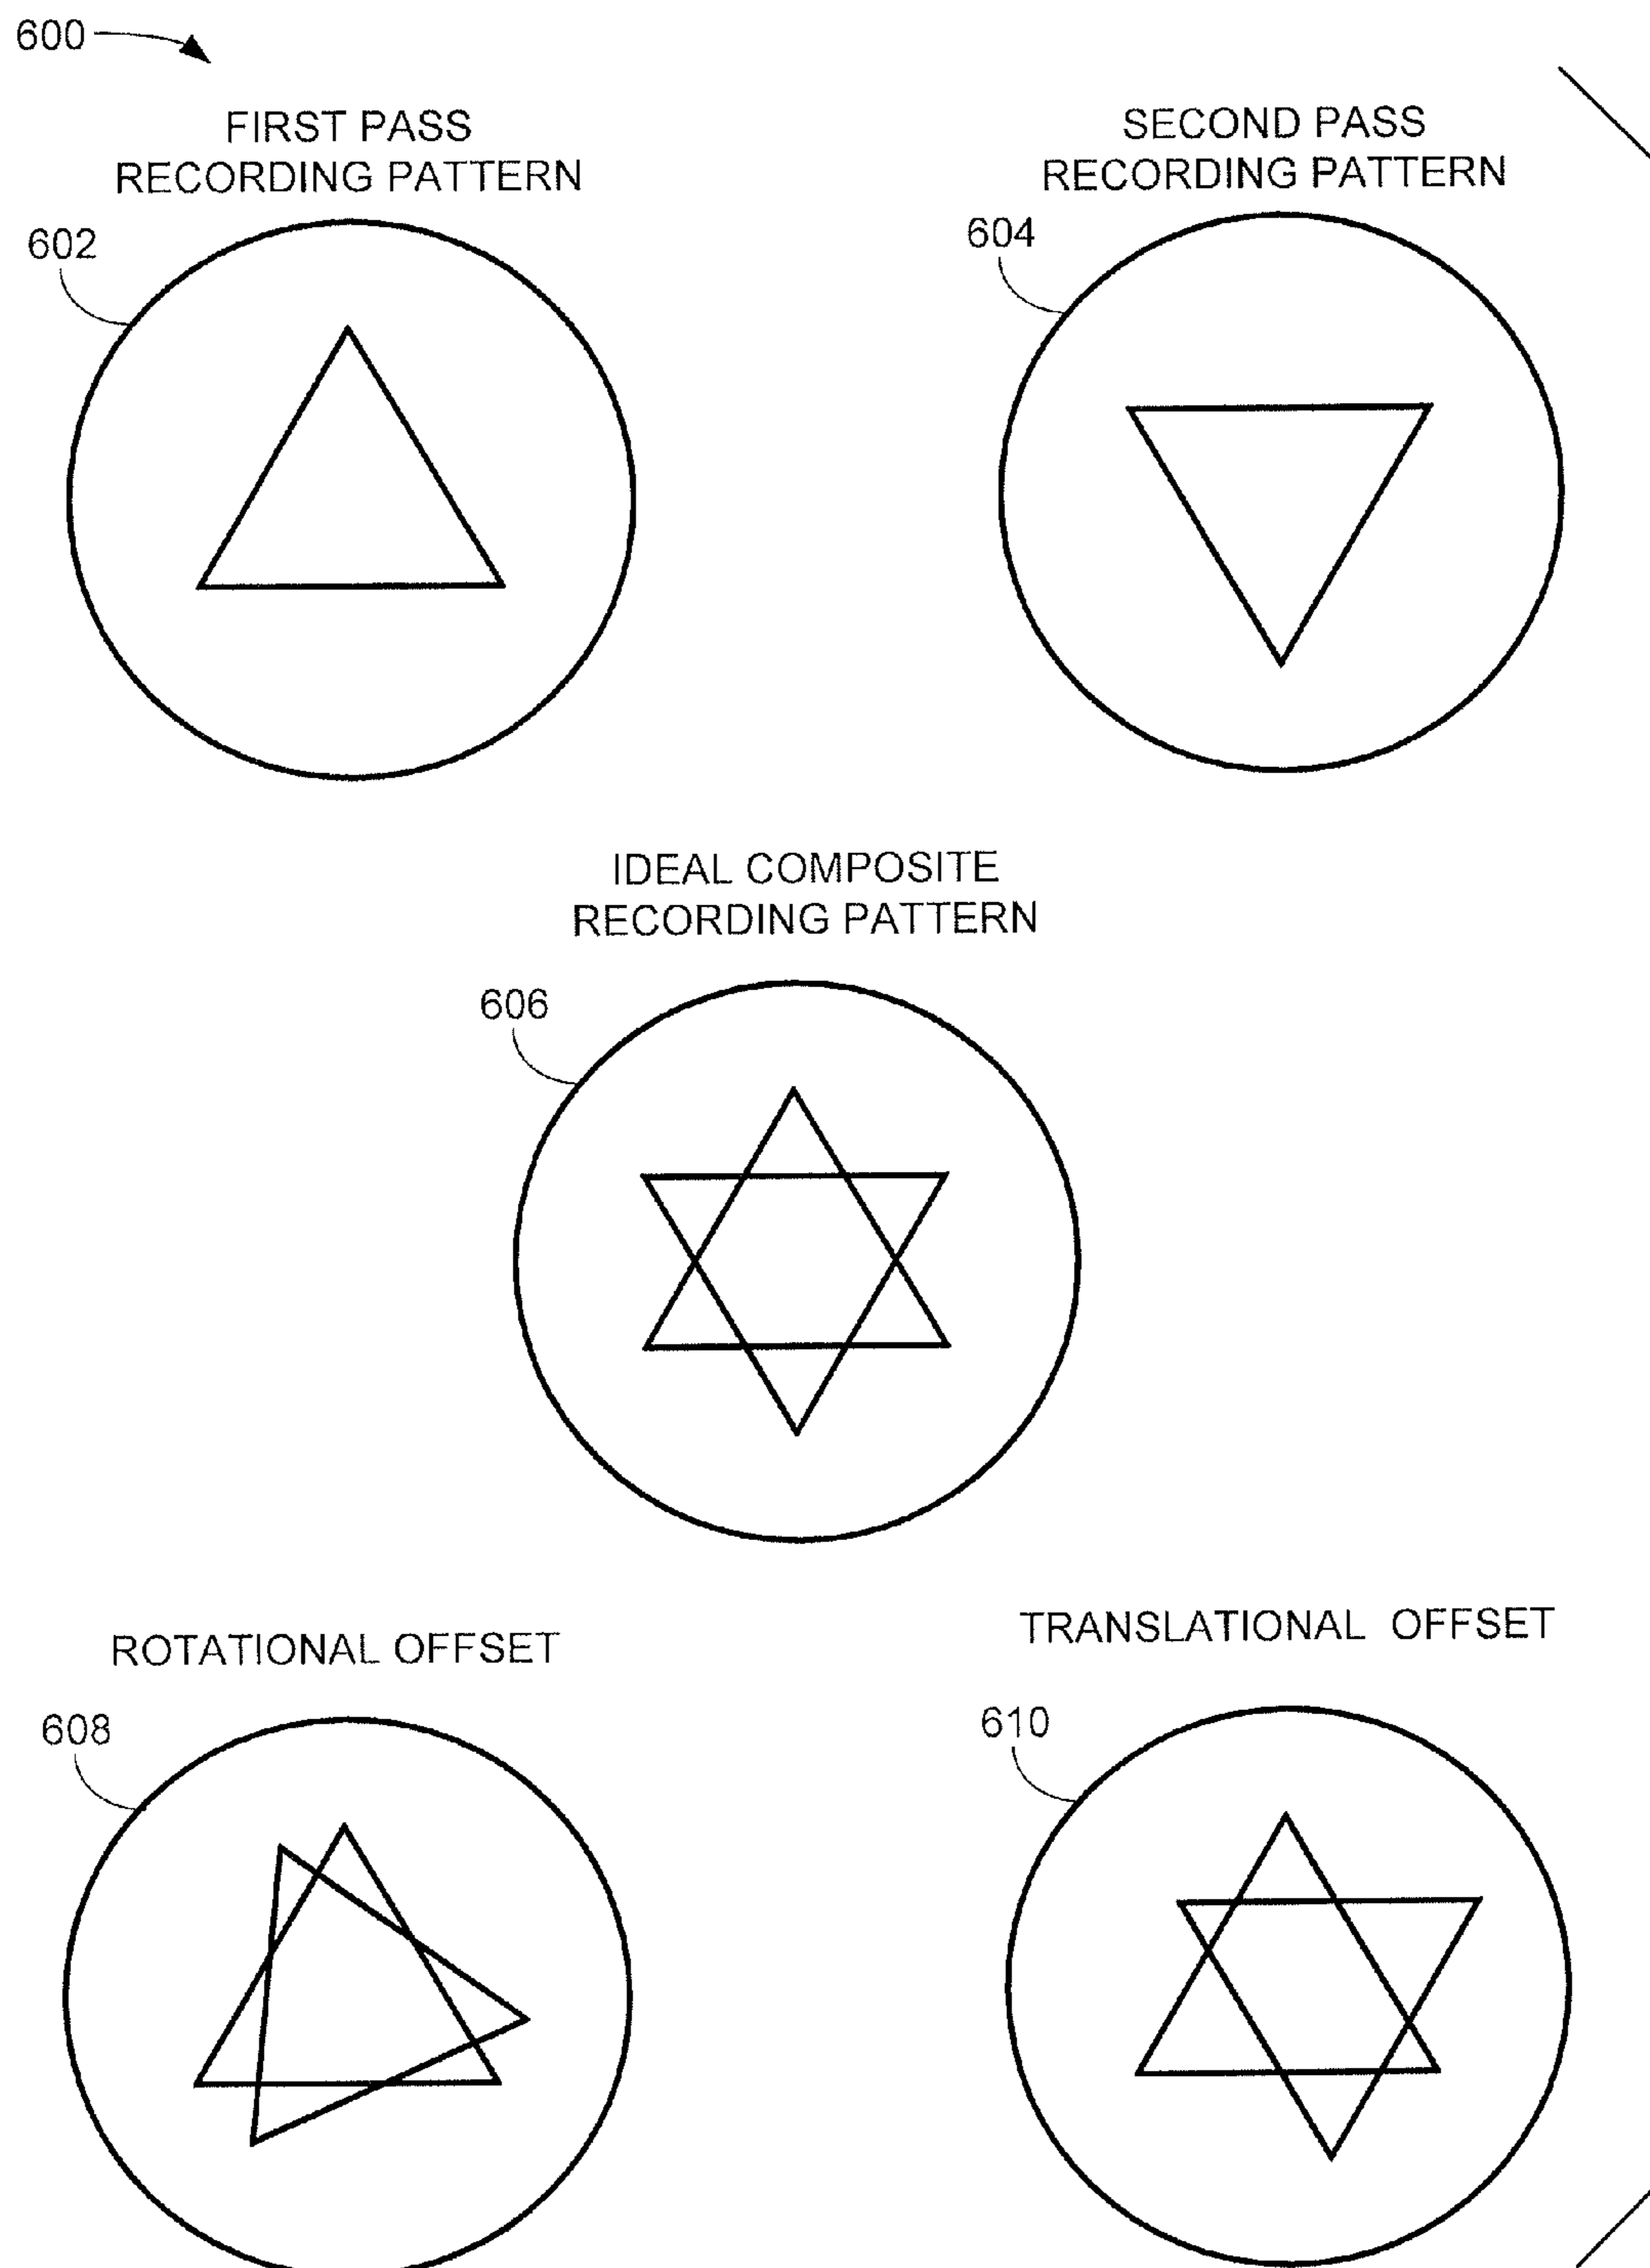 600
FIRST PASS
RECORDING PATTERN
602
SECOND PASS
RECORDING PATTERN
604
IDEAL COMPOSITE
RECORDING PATTERN
606
ROTATIONAL OFFSET
608
TRANSLATIONAL OFFSET
610